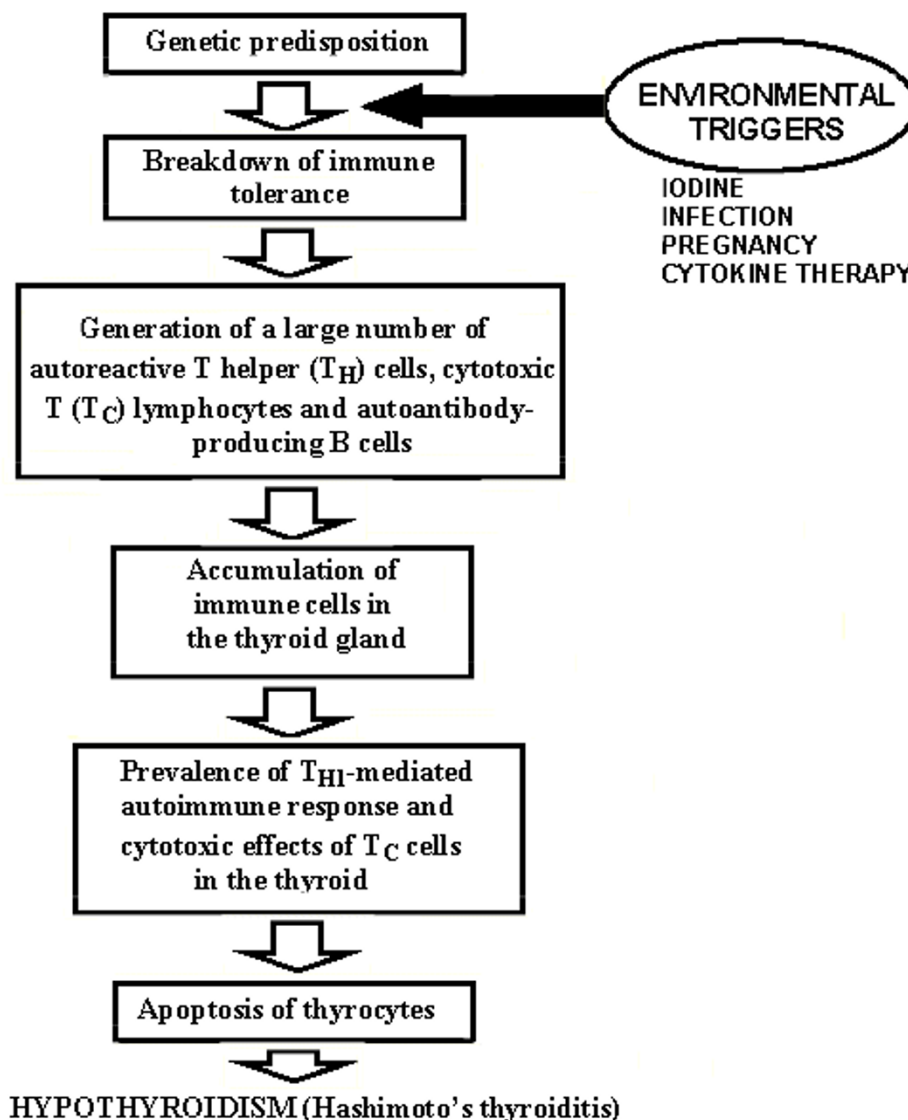 Genetic predisposition
ENVIRONMENTAL
TRIGGERS
IODINE
INFECTION
PREGNANCY
CYTOKINE THERAPY
Breakdown of immune
tolerance
Generation of a large number of
autoreactive T helper (TH) cells, cytotoxic
T (TC) lymphocytes and autoantibody-
producing B cells
Accumulation of
immune cells in
the thyroid gland
Prevalence of TH1-mediated
autoimmune response and
cytotoxic effects of TC cells
in the thyroid
Apoptosis of thyrocytes
HYPOTHYROIDISM (Hashimoto's thyroiditis)